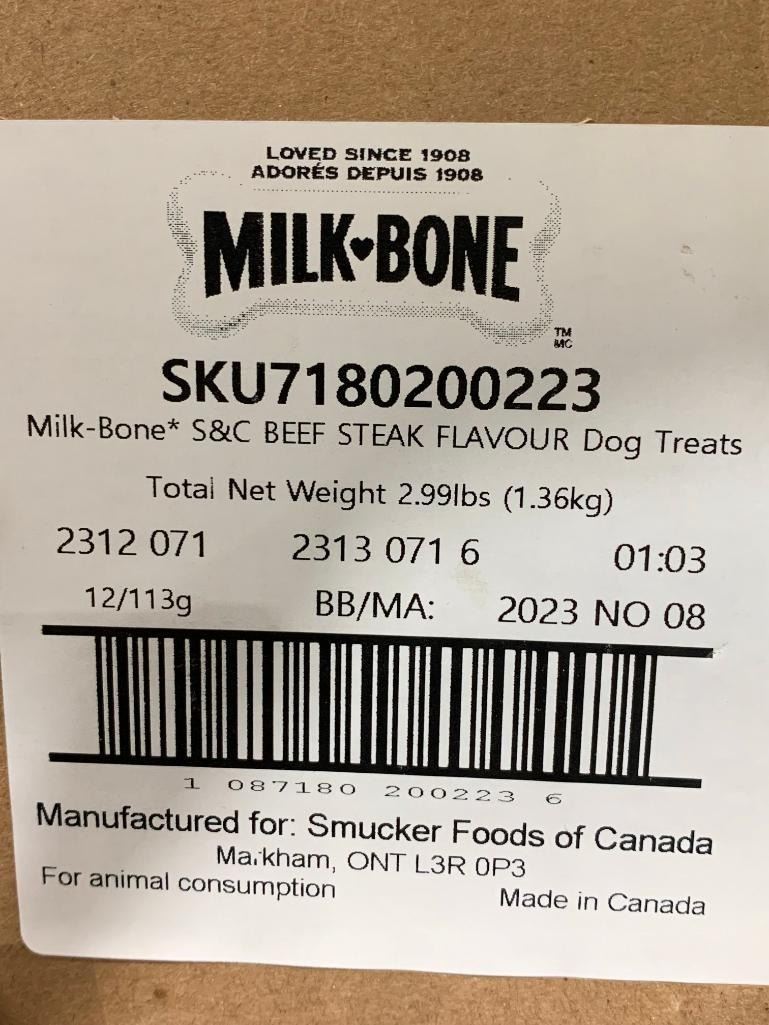 LOVED SINCE 1908
ADORÉS DEPUIS 1908
MILK♥BONE
TM
MC
SKU7180200223
Milk-Bone* S&C BEEF STEAK FLAVOUR Dog Treats
Total Net Weight 2.99lbs (1.36kg)
2312 071 2313 071 6 01:03
12/113g BB/MA: 2023 NO 08
1 087180 200223 6
Manufactured for: Smucker Foods of Canada
Markham, ONT L3R 0P3
For animal consumption Made in Canada